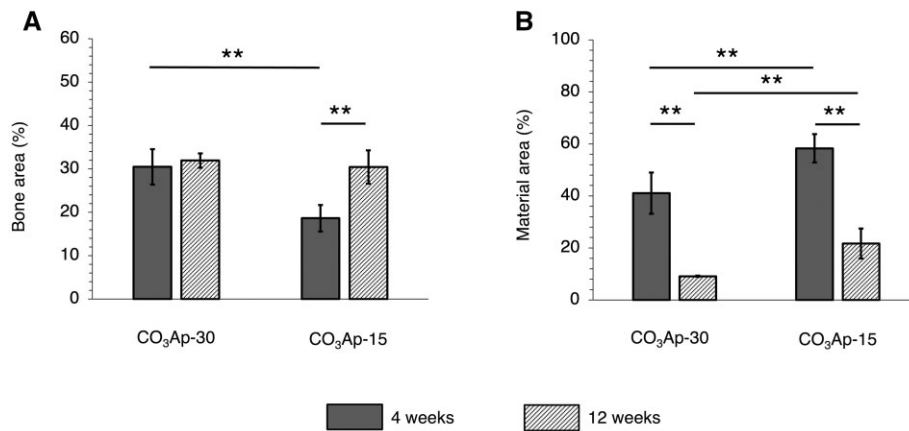 A
Bone area (%)
60
50
40
30
20
10
0
**
**
CO₃Ap-30
CO₃Ap-15
B
Material area (%)
100
80
60
40
20
0
**
**
**
**
CO₃Ap-30
CO₃Ap-15
4 weeks
12 weeks